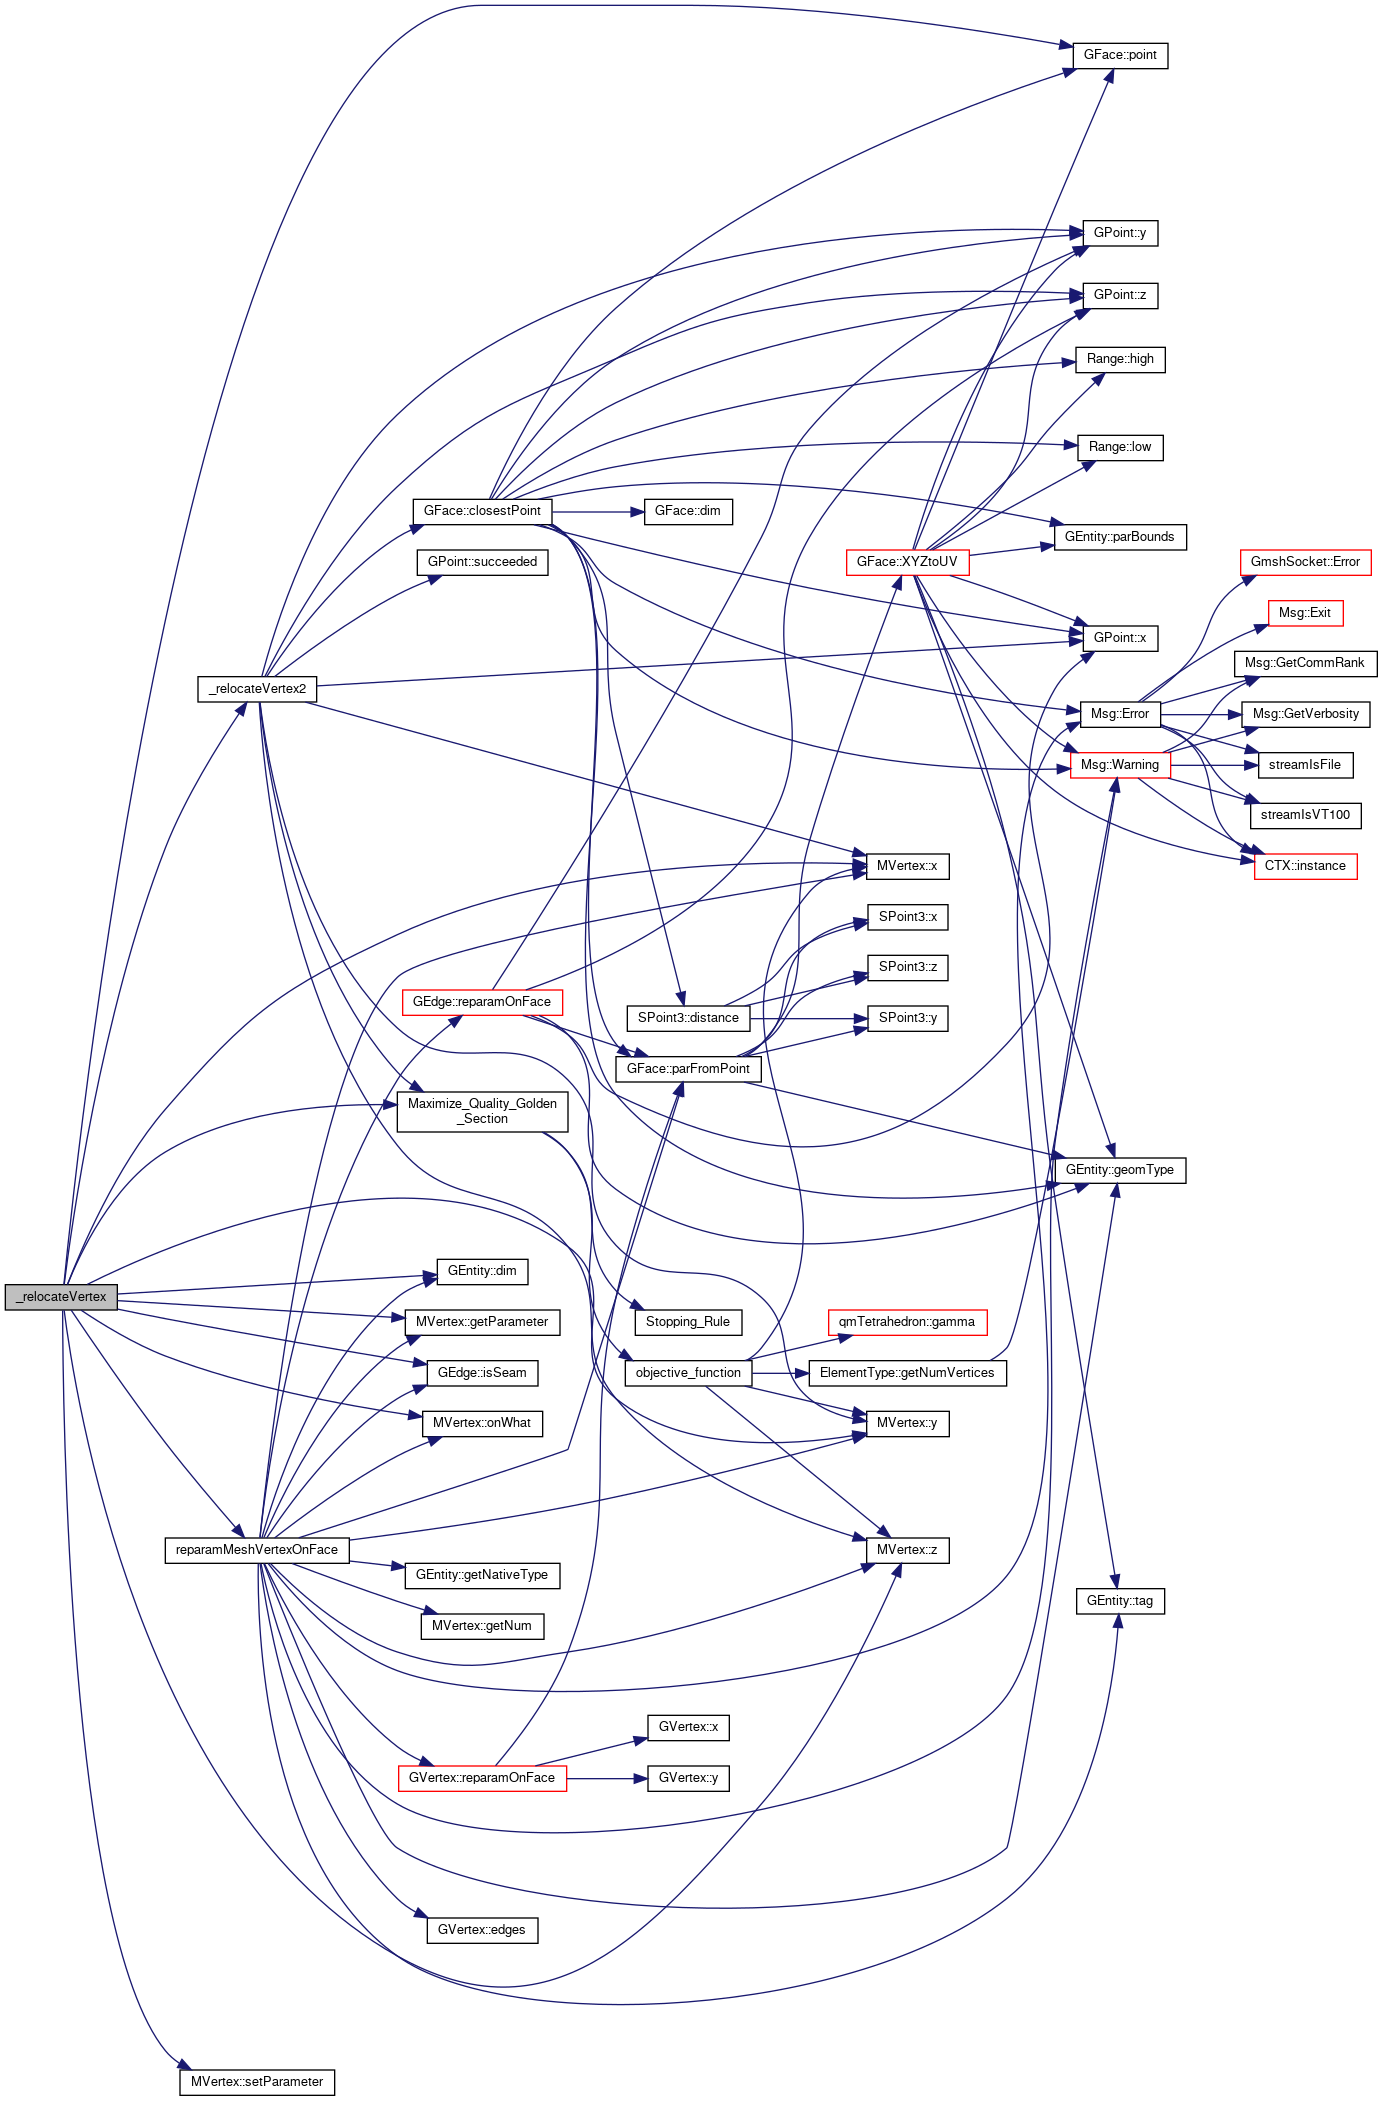 GFace::point
GPoint::y
GPoint::z
Range::high
Range::low
GFace::closestPoint
GFace::dim
GEntity::parBounds
GPoint::succeeded
GFace::XYZtoUV
GmshSocket::Error
Msg::Exit
GPoint::x
Msg::GetCommRank
_relocateVertex2
Msg::Error
Msg::GetVerbosity
Msg::Warning
streamIsFile
streamIsVT100
MVertex::x
CTX::instance
SPoint3::x
SPoint3::z
GEdge::reparamOnFace
SPoint3::distance
SPoint3::y
GFace::parFromPoint
Maximize_Quality_Golden
_Section
GEntity::geomType
GEntity::dim
_relocateVertex
MVertex::getParameter
Stopping_Rule
qmTetrahedron::gamma
GEdge::isSeam
objective_function
ElementType::getNumVertices
MVertex::onWhat
MVertex::y
reparamMeshVertexOnFace
MVertex::z
GEntity::getNativeType
GEntity::tag
MVertex::getNum
GVertex::x
GVertex::reparamOnFace
GVertex::y
GVertex::edges
MVertex::setParameter